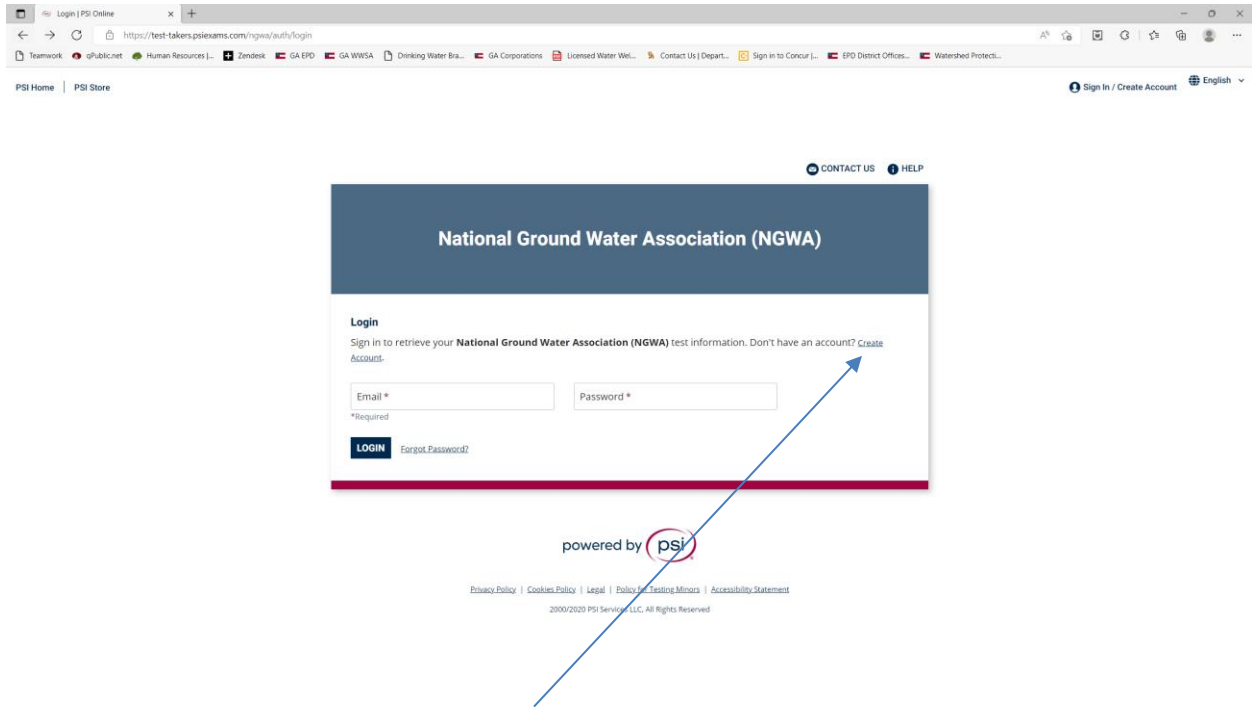 Login | PSI Online
https://test-takers.psiexams.com/ngwa/auth/login
Teamwork qPublic.net Human Resources |... Zendesk GA EPD GA WWSA Drinking Water Bra... GA Corporations Licensed Water Wel... Contact Us | Depart... Sign in to Concur |... EPD District Offices... Watershed Protecti...
PSI Home | PSI Store
Sign In / Create Account English
CONTACT US HELP
National Ground Water Association (NGWA)
Login
Sign in to retrieve your National Ground Water Association (NGWA) test information. Don't have an account? Create
Account.
Email * Password *
*Required
LOGIN Forgot Password?
powered by psi
Privacy Policy | Cookies Policy | Legal | Policy for Testing Minors | Accessibility Statement
2000/2020 PSI Services LLC, All Rights Reserved